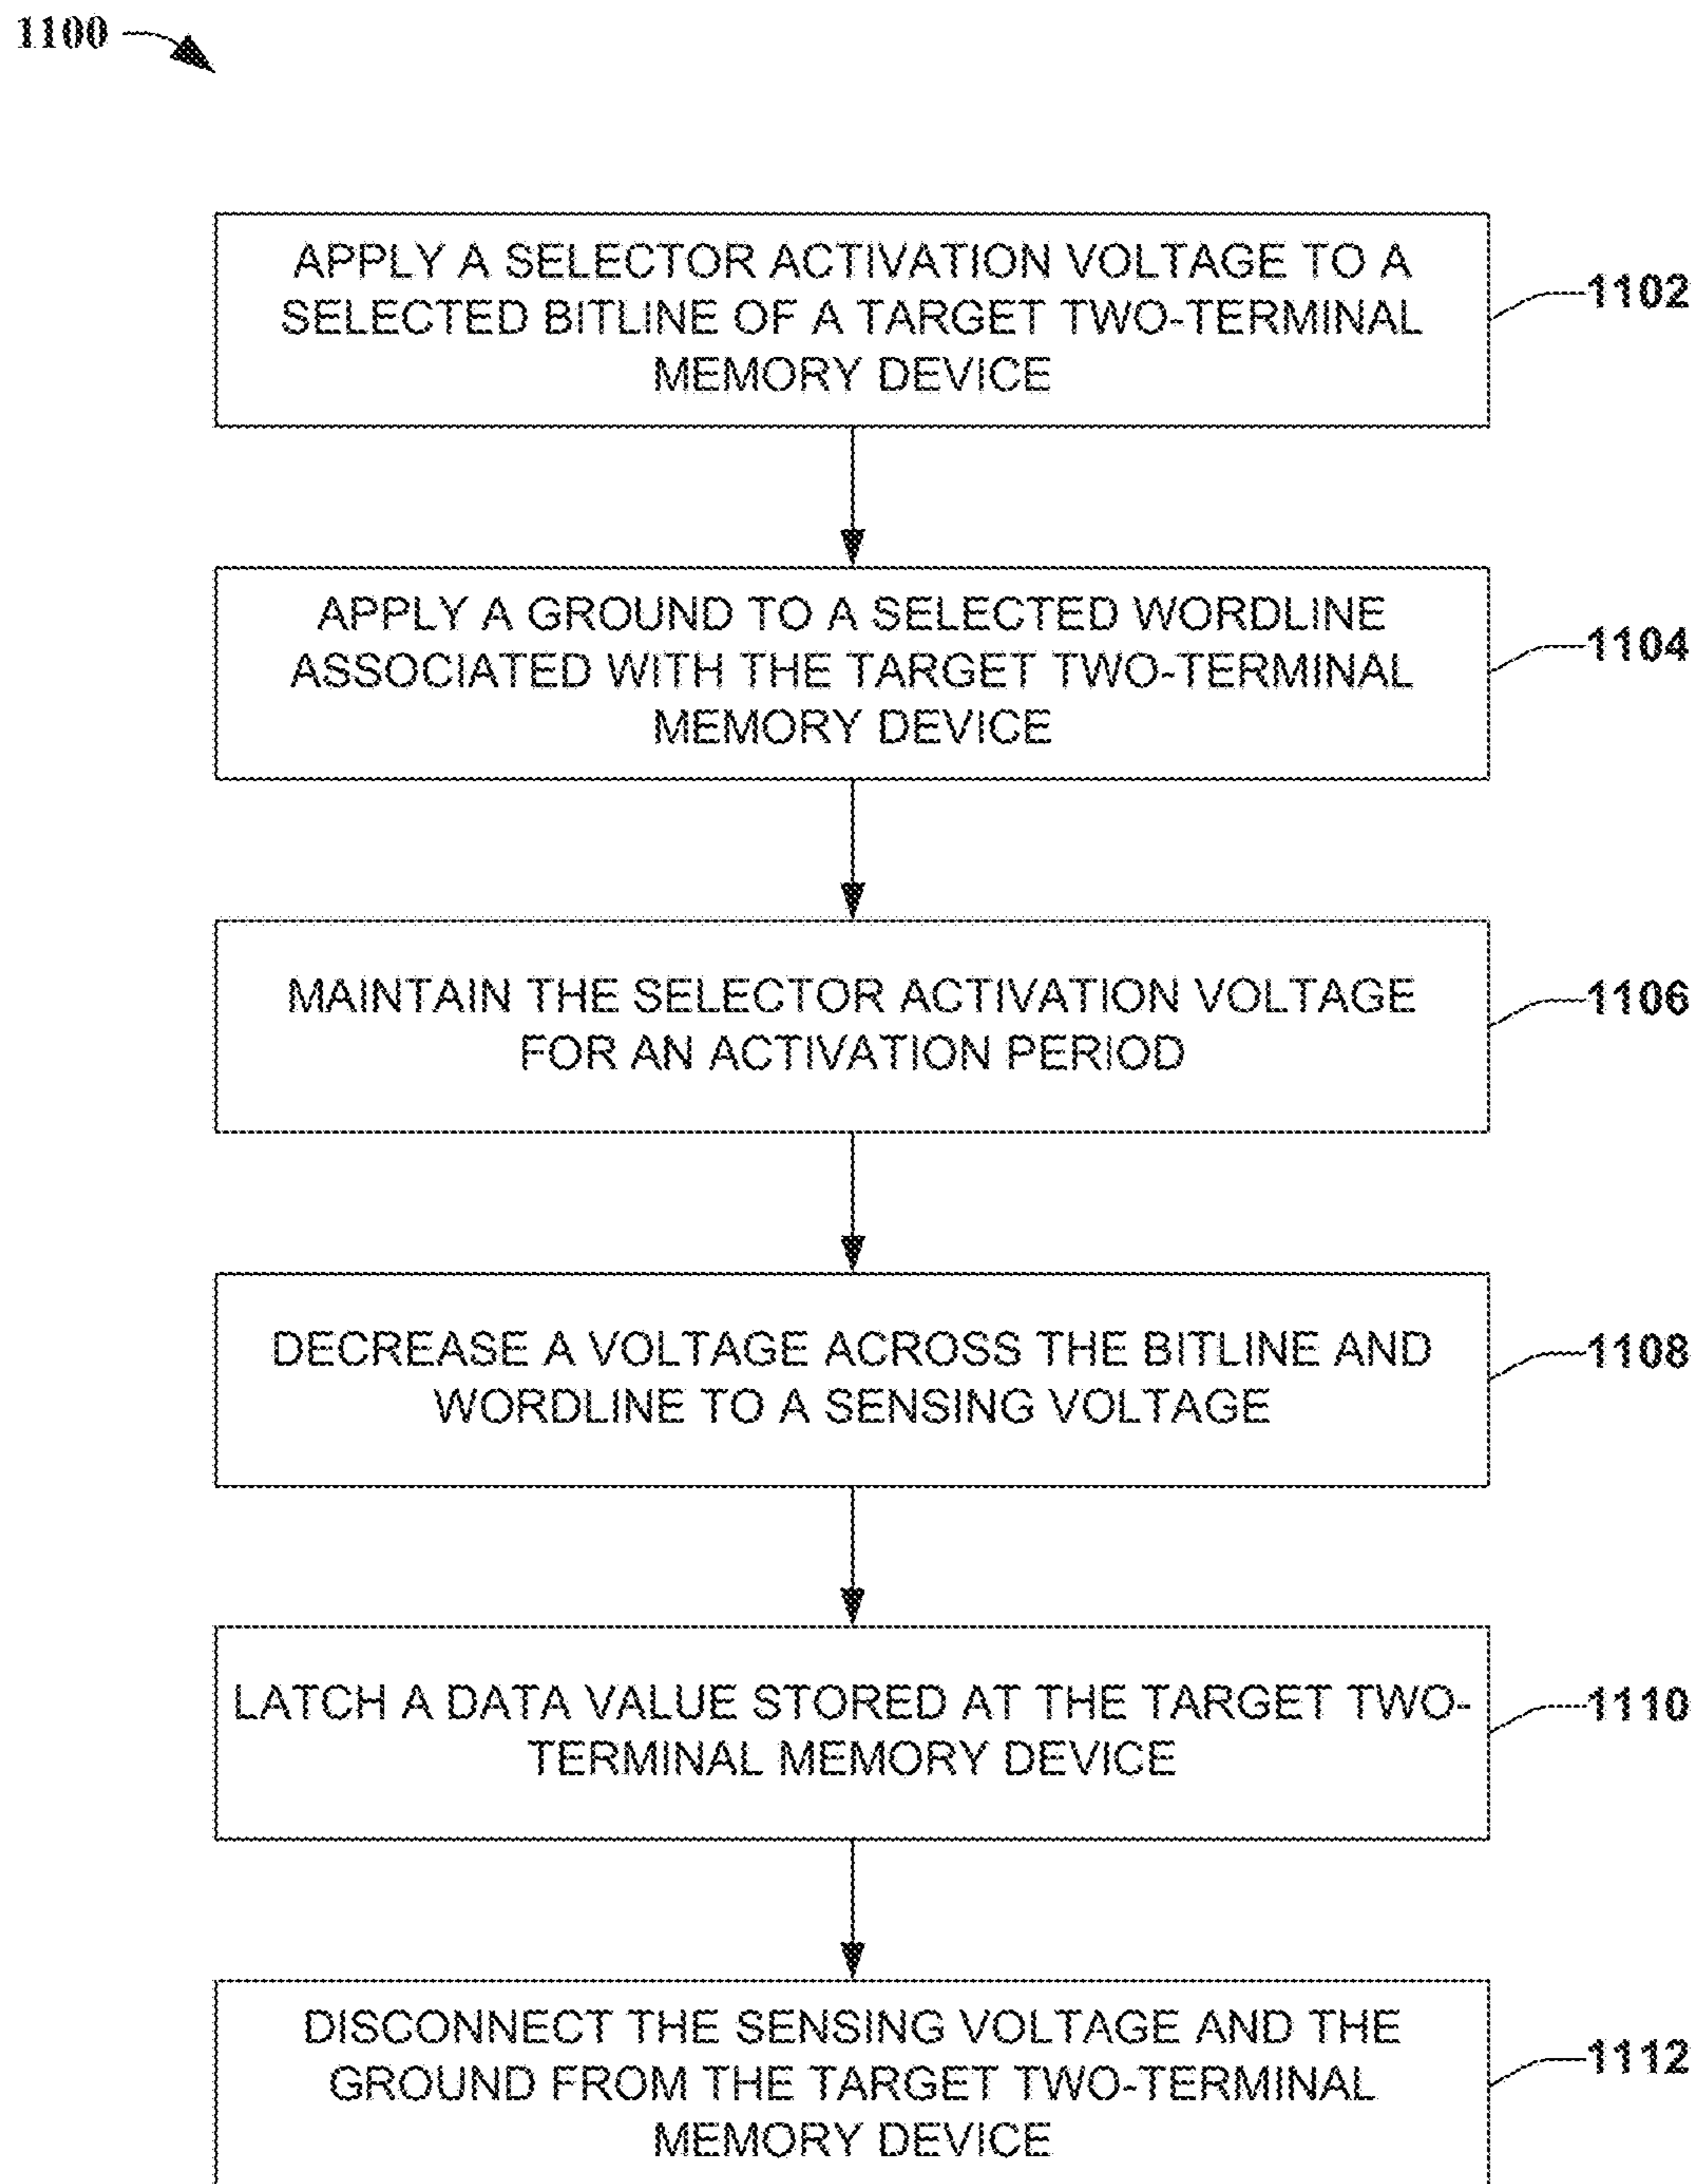 1100
APPLY A SELECTOR ACTIVATION VOLTAGE TO A
SELECTED BITLINE OF A TARGET TWO-TERMINAL
MEMORY DEVICE
1102
APPLY A GROUND TO A SELECTED WORDLINE
ASSOCIATED WITH THE TARGET TWO-TERMINAL
MEMORY DEVICE
1104
MAINTAIN THE SELECTOR ACTIVATION VOLTAGE
FOR AN ACTIVATION PERIOD
1106
DECREASE A VOLTAGE ACROSS THE BITLINE AND
WORDLINE TO A SENSING VOLTAGE
1108
LATCH A DATA VALUE STORED AT THE TARGET TWO-
TERMINAL MEMORY DEVICE
1110
DISCONNECT THE SENSING VOLTAGE AND THE
GROUND FROM THE TARGET TWO-TERMINAL
MEMORY DEVICE
1112